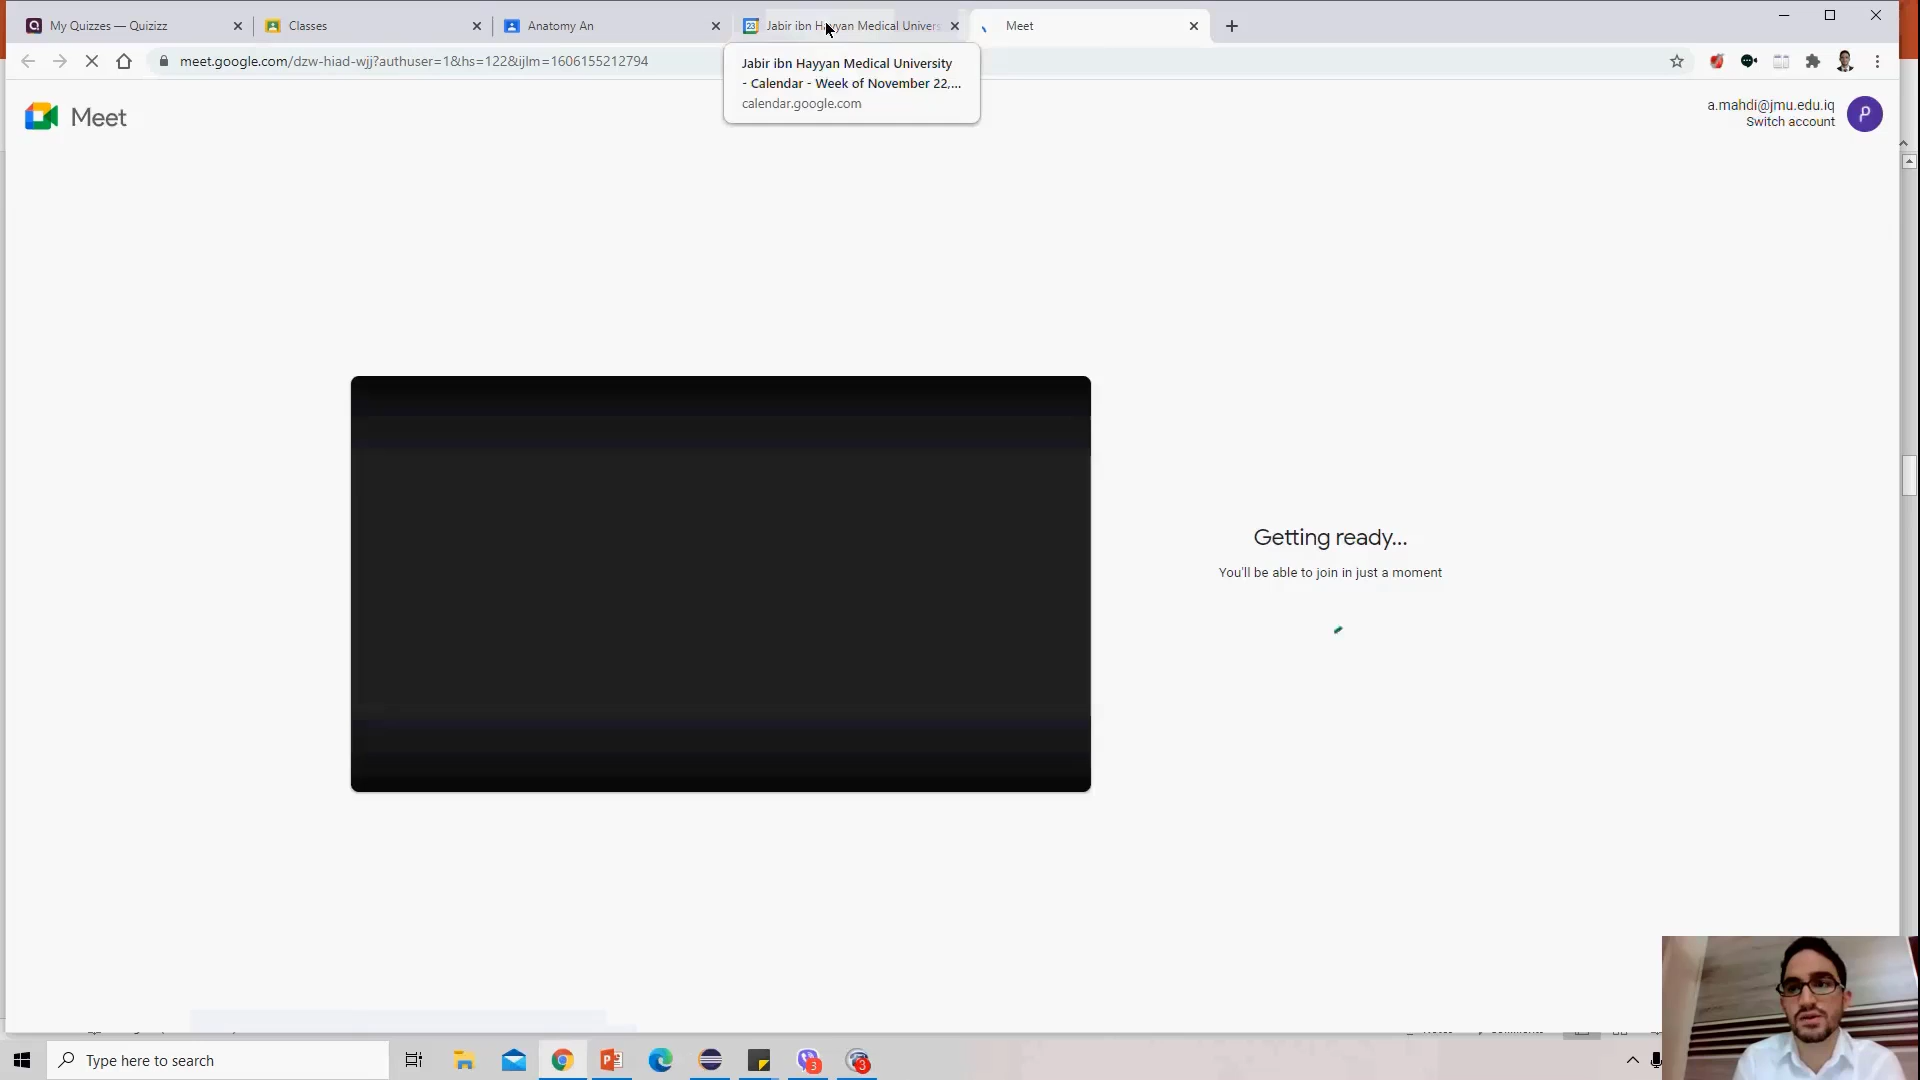 My Quizzes — Quizizz
Classes
Anatomy An
Jabir ibn Hayyan Medical Univers
Meet
meet.google.com/dzw-hiad-wjj?authuser=1&hs=122&ijlm=1606155212794
Jabir ibn Hayyan Medical University
- Calendar - Week of November 22,...
calendar.google.com
Meet
a.mahdi@jmu.edu.iq
Switch account
P
Getting ready...
You'll be able to join in just a moment
Type here to search
3
3